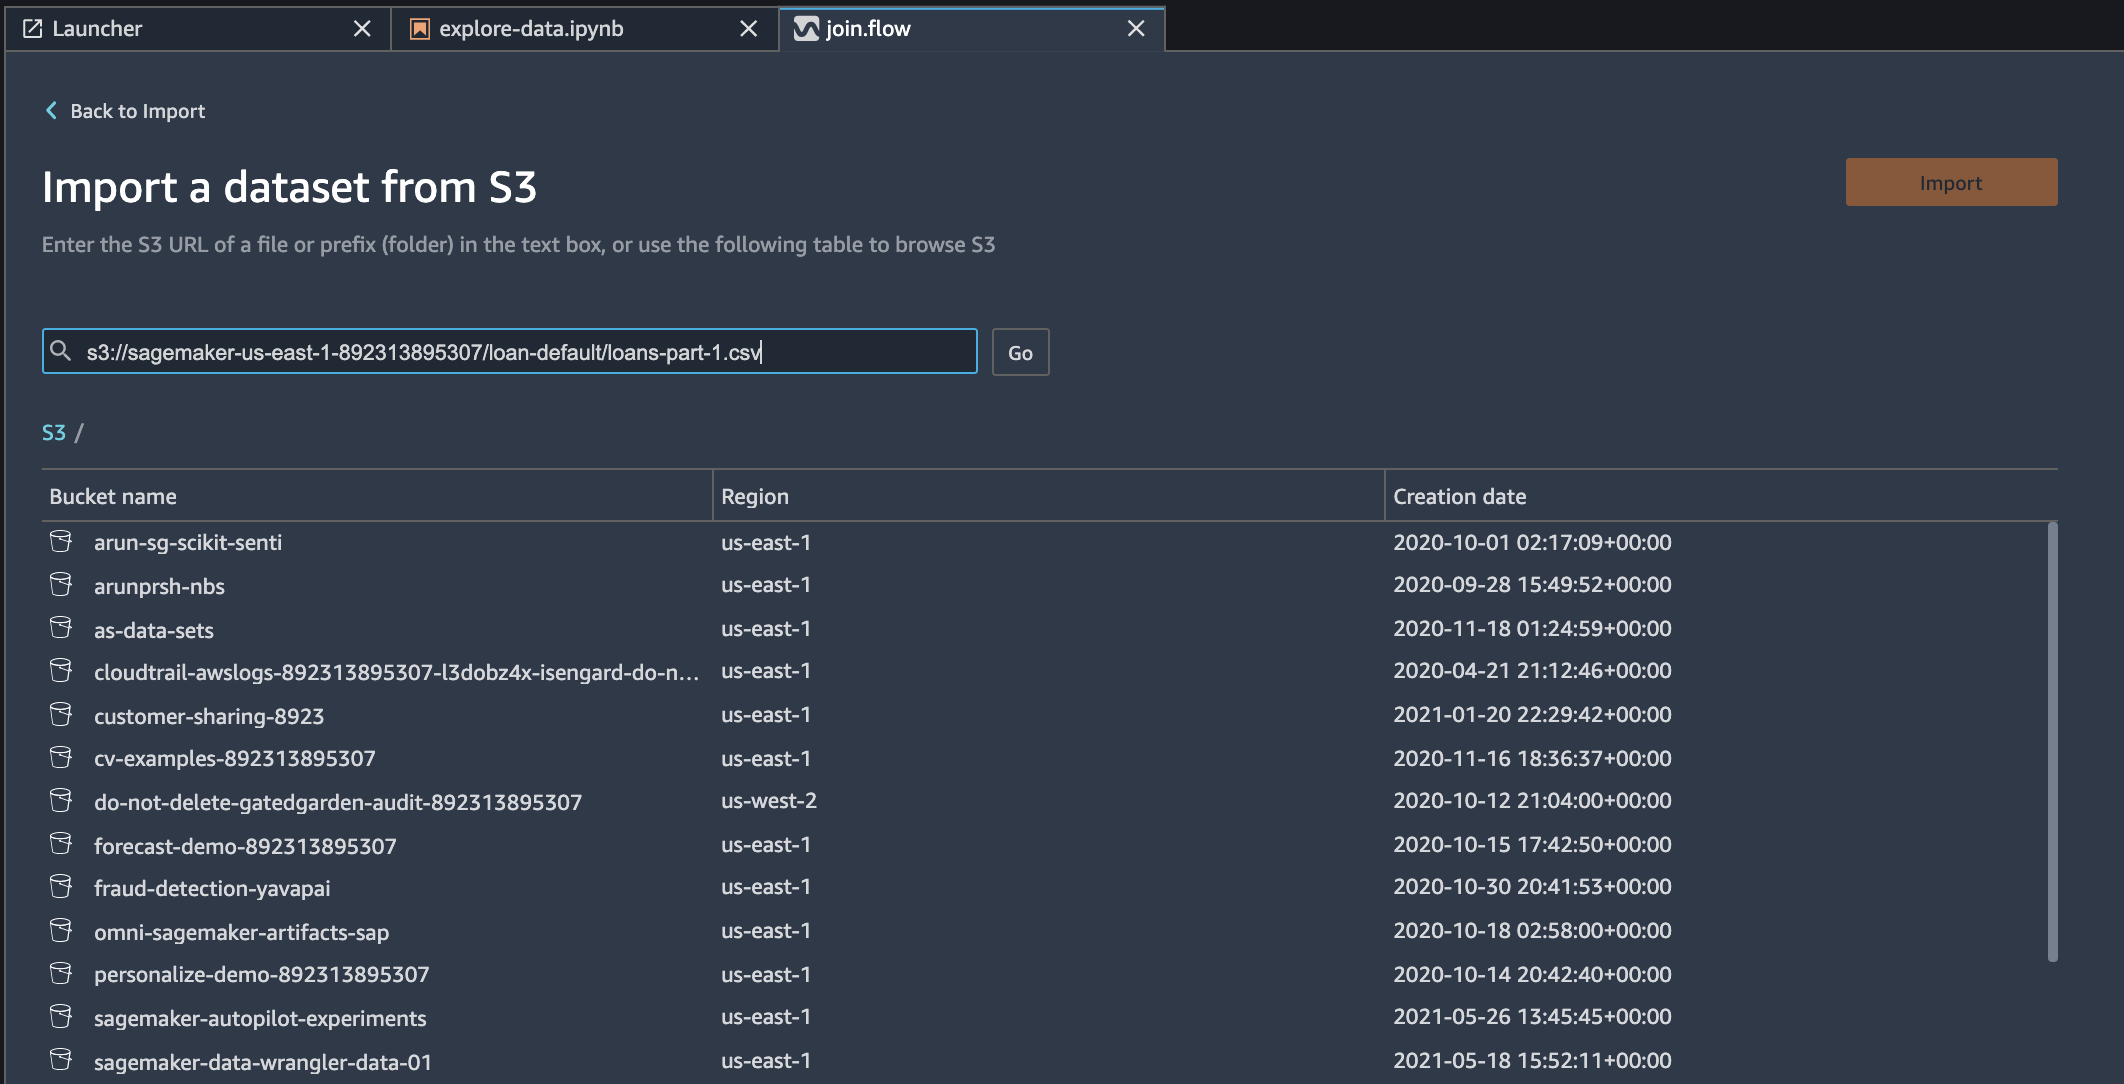 Launcher explore-data.ipynb join.flow
Back to Import
Import a dataset from S3
Import
Enter the S3 URL of a file or prefix (folder) in the text box, or use the following table to browse S3
s3://sagemaker-us-east-1-892313895307/loan-default/loans-part-1.csv Go
S3 /
Bucket name Region Creation date
arun-sg-scikit-senti us-east-1 2020-10-01 02:17:09+00:00
arunprsh-nbs us-east-1 2020-09-28 15:49:52+00:00
as-data-sets us-east-1 2020-11-18 01:24:59+00:00
cloudtrail-awslogs-892313895307-l3dobz4x-isengard-do-n... us-east-1 2020-04-21 21:12:46+00:00
customer-sharing-8923 us-east-1 2021-01-20 22:29:42+00:00
cv-examples-892313895307 us-east-1 2020-11-16 18:36:37+00:00
do-not-delete-gatedgarden-audit-892313895307 us-west-2 2020-10-12 21:04:00+00:00
forecast-demo-892313895307 us-east-1 2020-10-15 17:42:50+00:00
fraud-detection-yavapai us-east-1 2020-10-30 20:41:53+00:00
omni-sagemaker-artifacts-sap us-east-1 2020-10-18 02:58:00+00:00
personalize-demo-892313895307 us-east-1 2020-10-14 20:42:40+00:00
sagemaker-autopilot-experiments us-east-1 2021-05-26 13:45:45+00:00
sagemaker-data-wrangler-data-01 us-east-1 2021-05-18 15:52:11+00:00